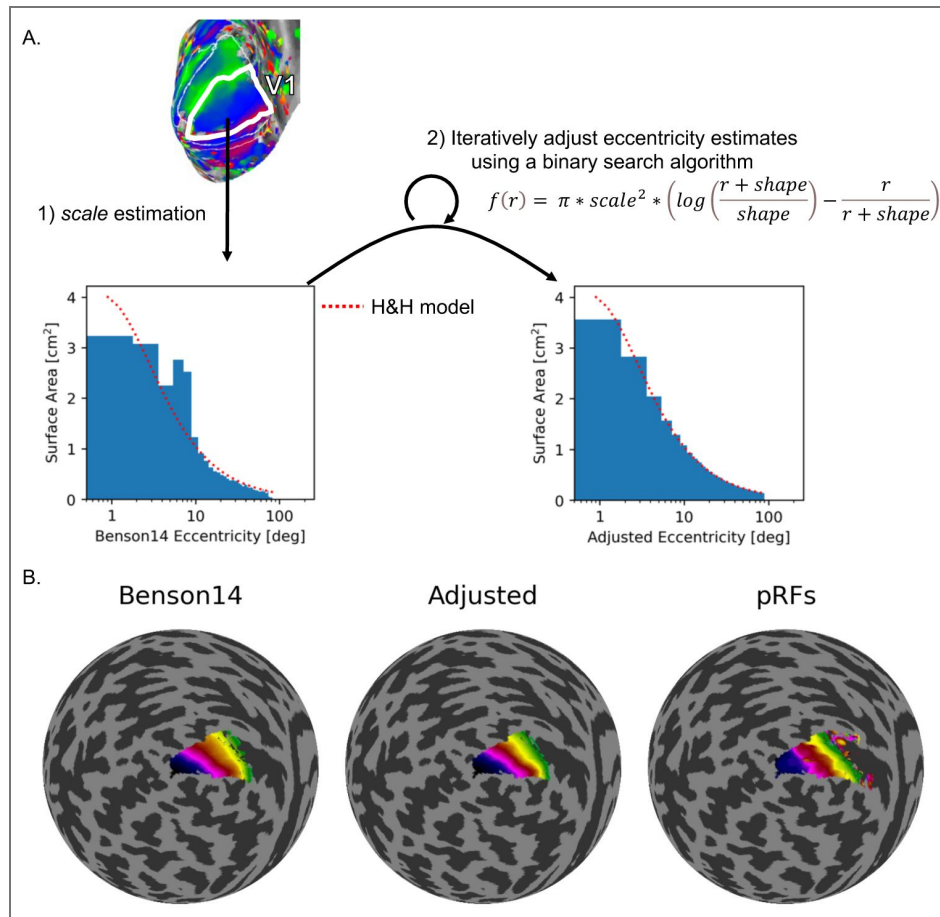 A.
V1
2) Iteratively adjust eccentricity estimates
using a binary search algorithm
1) scale estimation
f(r) = π * scale² * (log((r + shape)/shape) − r/(r + shape))
H&H model
4
3
2
1
0
Surface Area [cm²]
1 10 100
Benson14 Eccentricity [deg]
4
3
2
1
0
Surface Area [cm²]
1 10 100
Adjusted Eccentricity [deg]
B.
Benson14 Adjusted pRFs